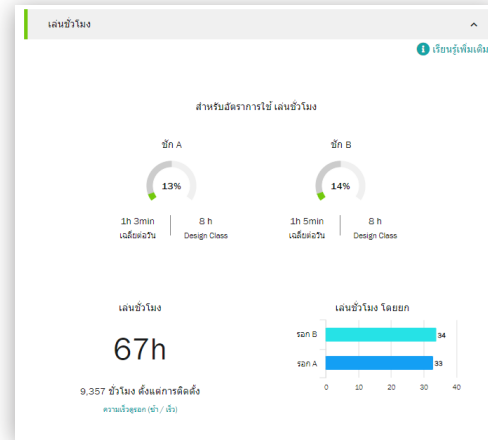 เล่นชั่วโมง
เรียนรู้เพิ่มเติม
สำหรับอัตราการใช้ เล่นชั่วโมง
ชัก A
ชัก B
13%
14%
1h 3min
8 h
1h 5min
8 h
เฉลี่ยต่อวัน
Design Class
เฉลี่ยต่อวัน
Design Class
เล่นชั่วโมง
เล่นชั่วโมง โดยยก
67h
รอก B
34
รอก A
33
0 10 20 30 40
9,357 ชั่วโมง ตั้งแต่การติดตั้ง
ความเร็วดูรอก (ช้า / เร็ว)